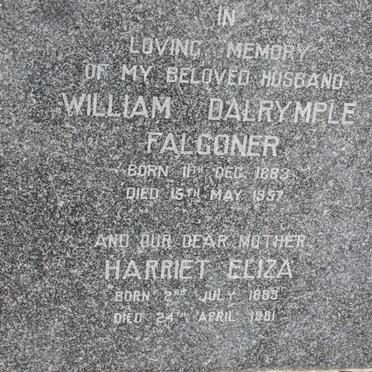 IN
LOVING MEMORY
OF MY BELOVED HUSBAND
WILLIAM DALRYMPLE
FALCONER
BORN 11TH DEC. 1883
DIED 15TH MAY 1957
AND OUR DEAR MOTHER
HARRIET ELIZA
BORN 2ND JULY 1885
DIED 24TH APRIL 1981